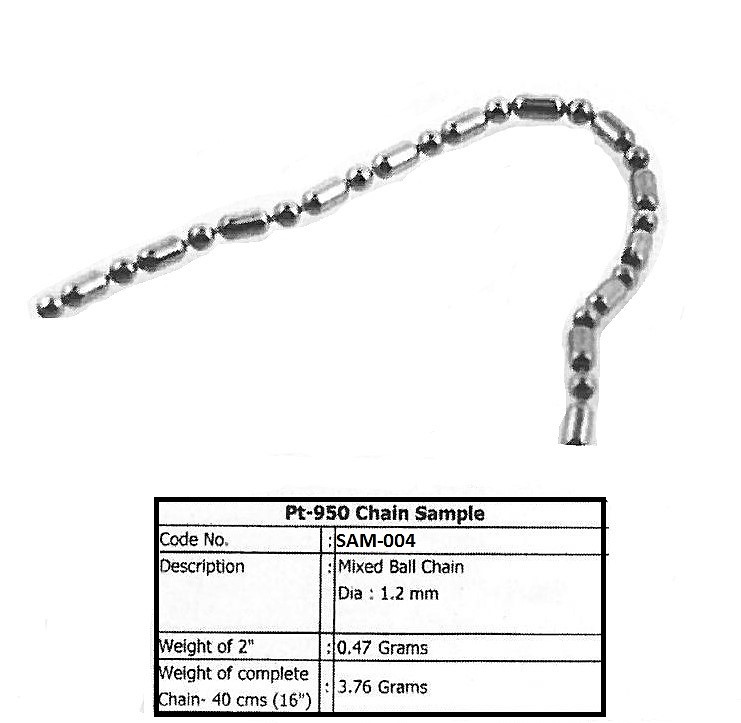 Pt-950 Chain Sample
Code No. : SAM-004
Description : Mixed Ball Chain
Dia : 1.2 mm
Weight of 2" : 0.47 Grams
Weight of complete
Chain- 40 cms (16") : 3.76 Grams